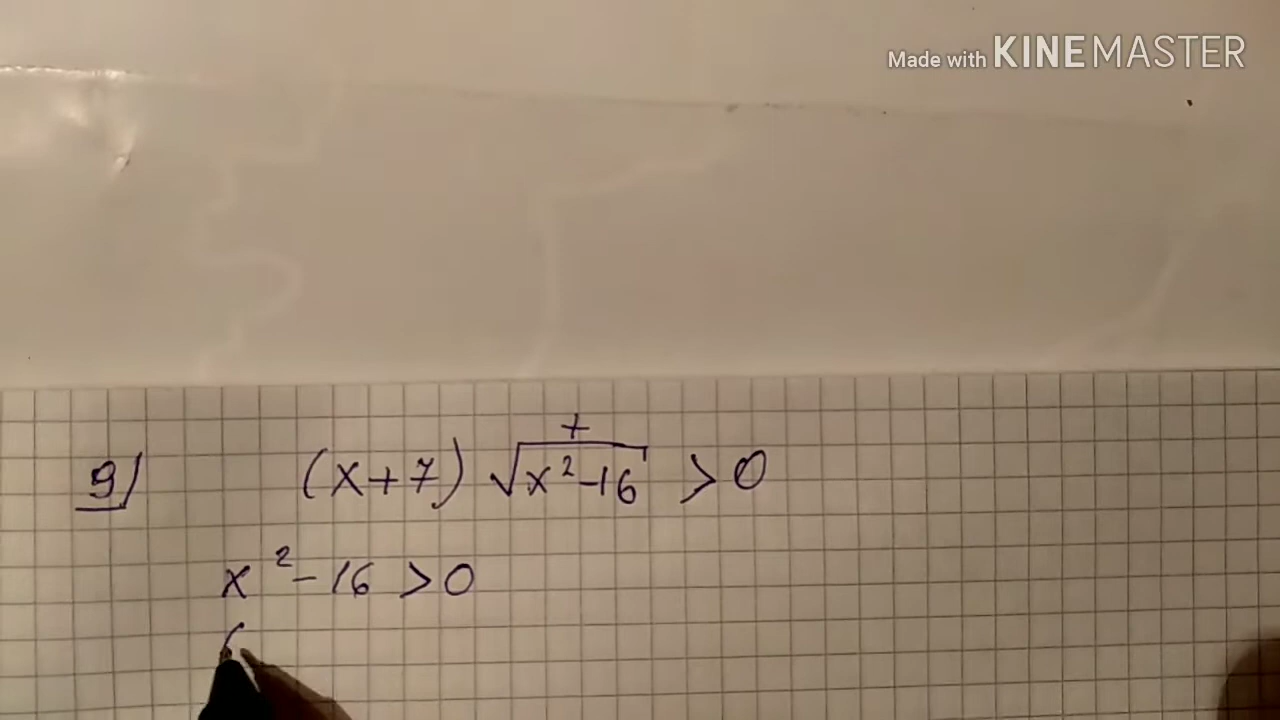 Made with KINEMASTER
9) (x+7) √x²-16 > 0
+
x² - 16 > 0
(